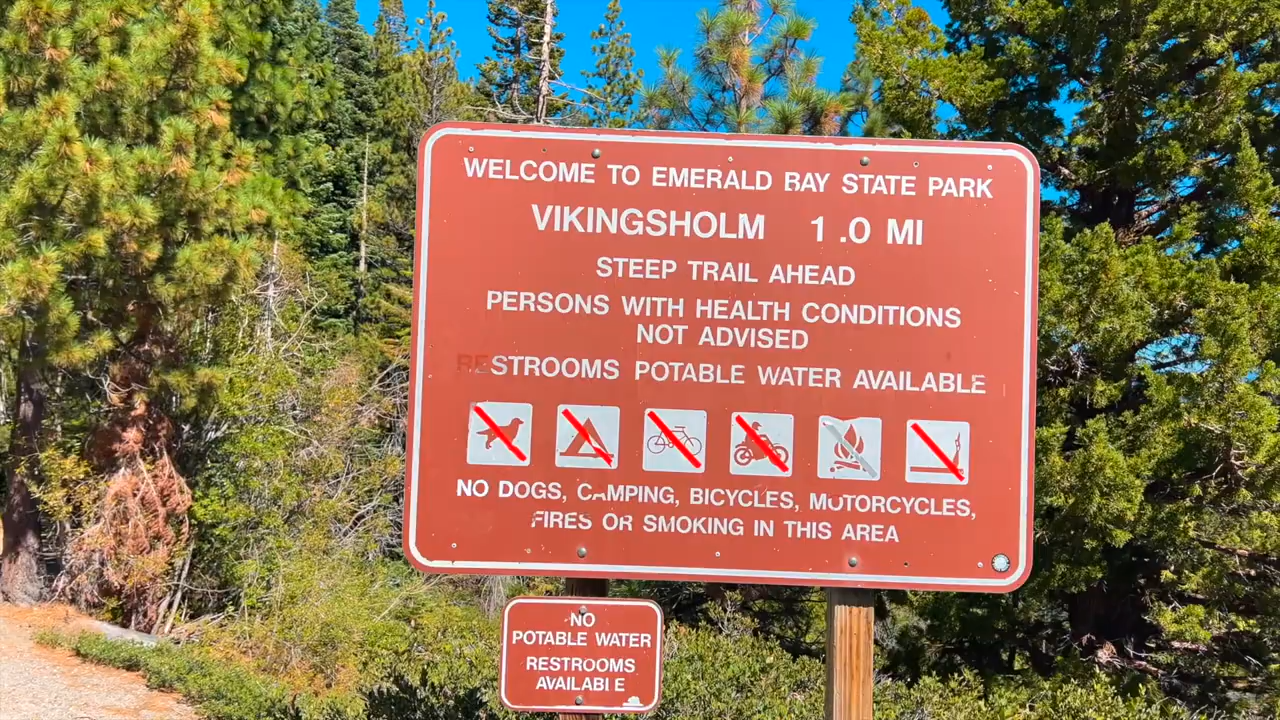 WELCOME TO EMERALD BAY STATE PARK
VIKINGSHOLM 1.0 MI
STEEP TRAIL AHEAD
PERSONS WITH HEALTH CONDITIONS
NOT ADVISED
RESTROOMS POTABLE WATER AVAILABLE
NO DOGS, CAMPING, BICYCLES, MOTORCYCLES,
FIRES OR SMOKING IN THIS AREA
NO
POTABLE WATER
RESTROOMS
AVAILABLE